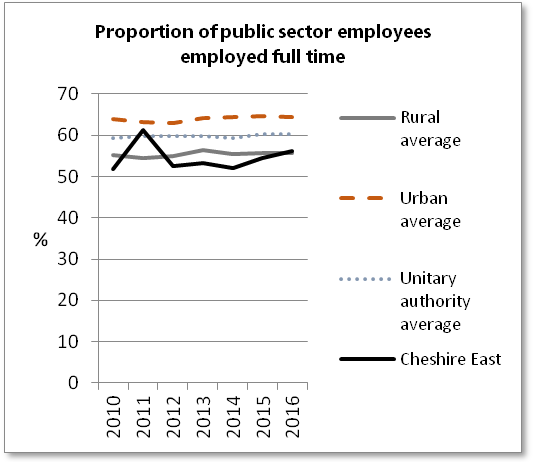 Proportion of public sector employees
employed full time
70
60
50
40
30
20
10
0
%
2010
2011
2012
2013
2014
2015
2016
Rural
average
Urban
average
Unitary
authority
average
Cheshire East